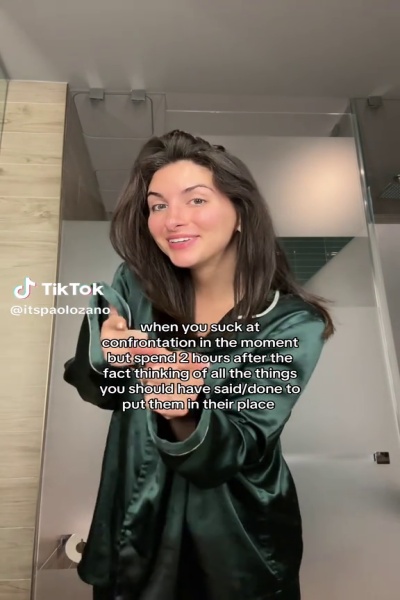 TikTok
@itspaolozano
when you suck at
confrontation in the moment
but spend 2 hours after the
fact thinking of all the things
you should have said/done to
put them in their place